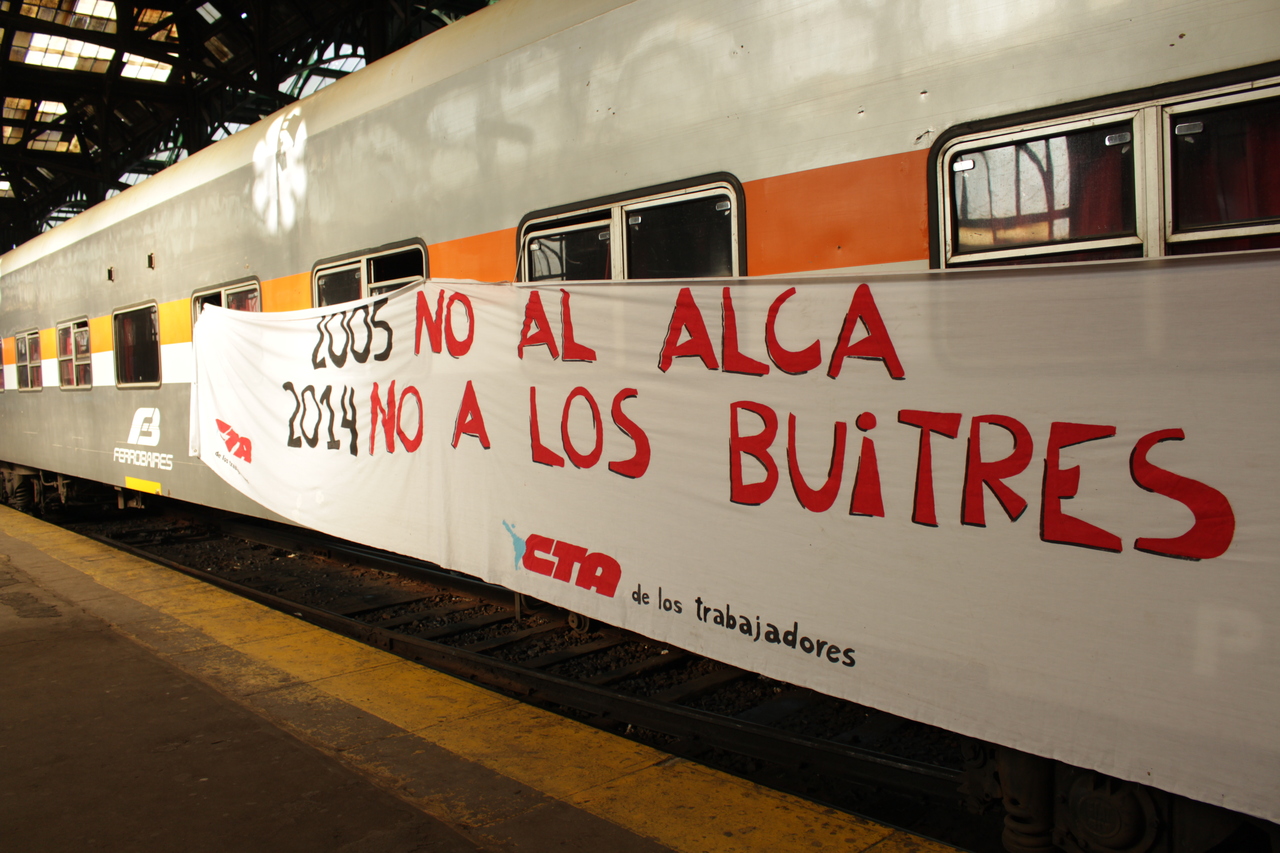 2005 NO AL ALCA
2014 NO A LOS BUiTRES
CTA
CTA
de los trabajadores
FERROBAIRES